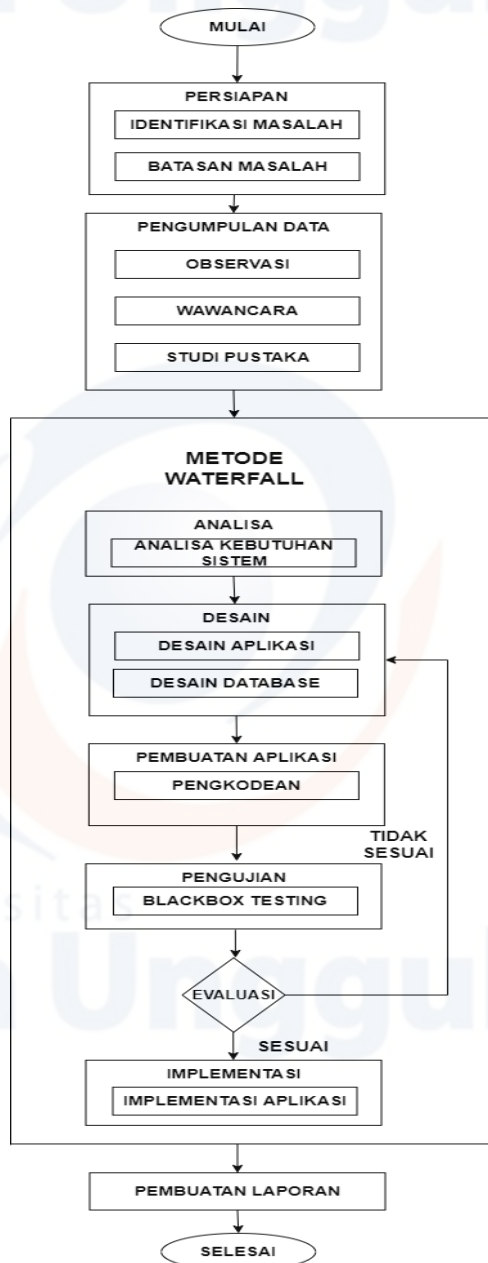 MULAI
PERSIAPAN
IDENTIFIKASI MASALAH
BATASAN MASALAH
PENGUMPULAN DATA
OBSERVASI
WAWANCARA
STUDI PUSTAKA
METODE
WATERFALL
ANALISA
ANALISA KEBUTUHAN
SISTEM
DESAIN
DESAIN APLIKASI
DESAIN DATABASE
PEMBUATAN APLIKASI
PENGKODEAN
TIDAK
SESUAI
PENGUJIAN
BLACKBOX TESTING
EVALUASI
SESUAI
IMPLEMENTASI
IMPLEMENTASI APLIKASI
PEMBUATAN LAPORAN
SELESAI